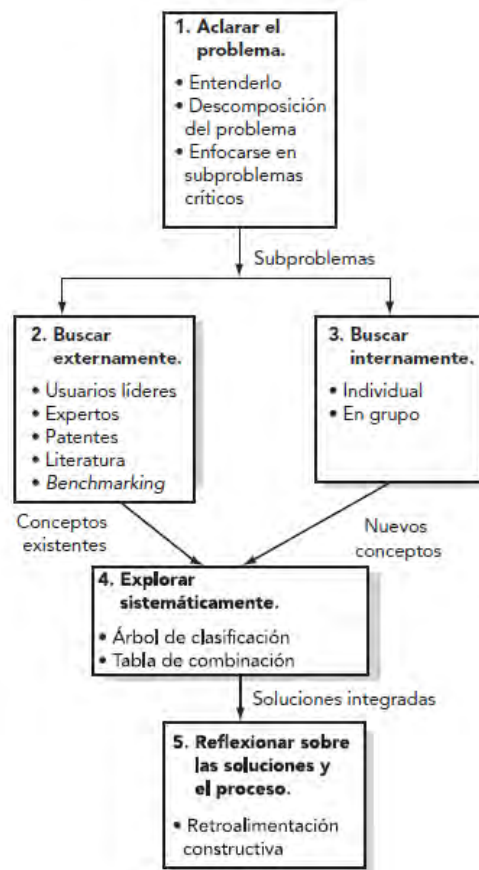 1. Aclarar el
problema.
• Entenderlo
• Descomposición
del problema
• Enfocarse en
subproblemas
críticos
Subproblemas
2. Buscar
externamente.
• Usuarios líderes
• Expertos
• Patentes
• Literatura
• Benchmarking
3. Buscar
internamente.
• Individual
• En grupo
Conceptos
existentes
Nuevos
conceptos
4. Explorar
sistemáticamente.
• Árbol de clasificación
• Tabla de combinación
Soluciones integradas
5. Reflexionar sobre
las soluciones y
el proceso.
• Retroalimentación
constructiva